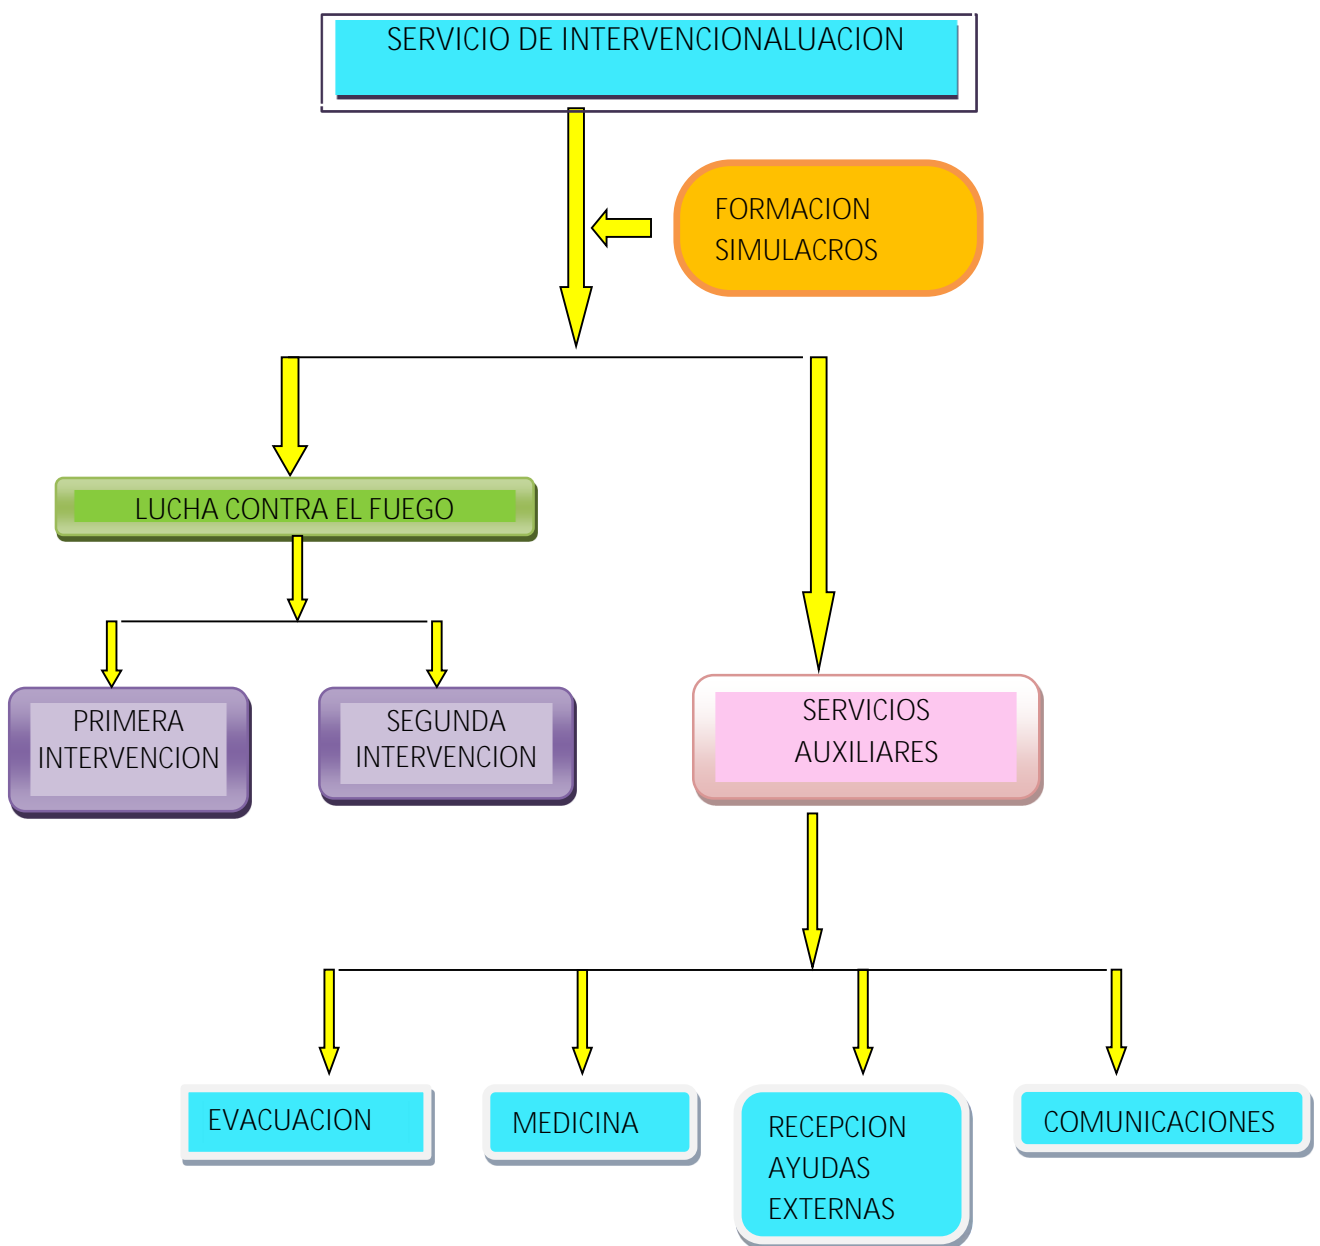 SERVICIO DE INTERVENCIONALUACION
FORMACION
SIMULACROS
LUCHA CONTRA EL FUEGO
PRIMERA
INTERVENCION
SEGUNDA
INTERVENCION
SERVICIOS
AUXILIARES
EVACUACION
MEDICINA
RECEPCION
AYUDAS
EXTERNAS
COMUNICACIONES